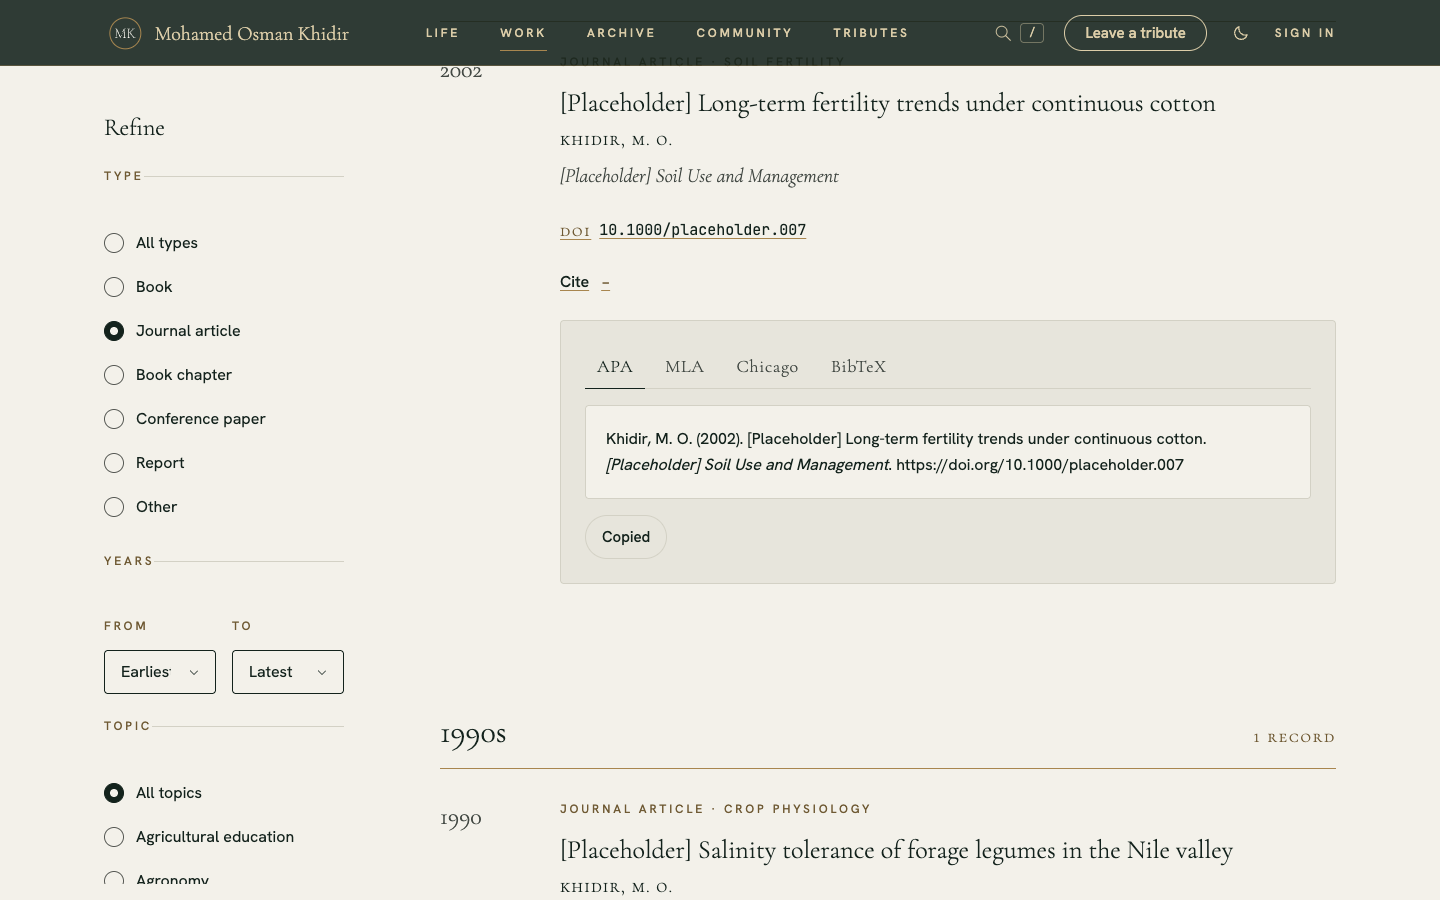 MK Mohamed Osman Khidir LIFE WORK ARCHIVE COMMUNITY TRIBUTES / Leave a tribute SIGN IN
Refine
TYPE
All types
Book
Journal article
Book chapter
Conference paper
Report
Other
YEARS
FROM TO
Earliest Latest
TOPIC
All topics
Agricultural education
Agronomy
JOURNAL ARTICLE · SOIL FERTILITY
2002
[Placeholder] Long-term fertility trends under continuous cotton
KHIDIR, M. O.
[Placeholder] Soil Use and Management
DOI 10.1000/placeholder.007
Cite –
APA MLA Chicago BibTeX
Khidir, M. O. (2002). [Placeholder] Long-term fertility trends under continuous cotton.
[Placeholder] Soil Use and Management. https://doi.org/10.1000/placeholder.007
Copied
1990s 1 RECORD
1990
JOURNAL ARTICLE · CROP PHYSIOLOGY
[Placeholder] Salinity tolerance of forage legumes in the Nile valley
KHIDIR, M. O.